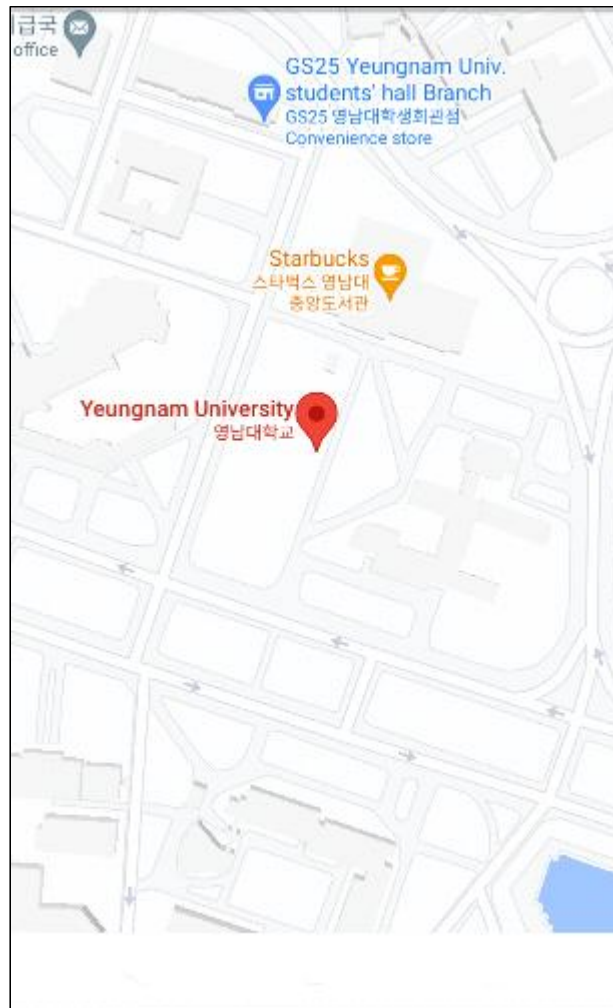 급국
office
GS25 Yeungnam Univ.
students' hall Branch
GS25 영남대학생회관점
Convenience store
Starbucks
스타벅스 영남대
중앙도서관
Yeungnam University
영남대학교